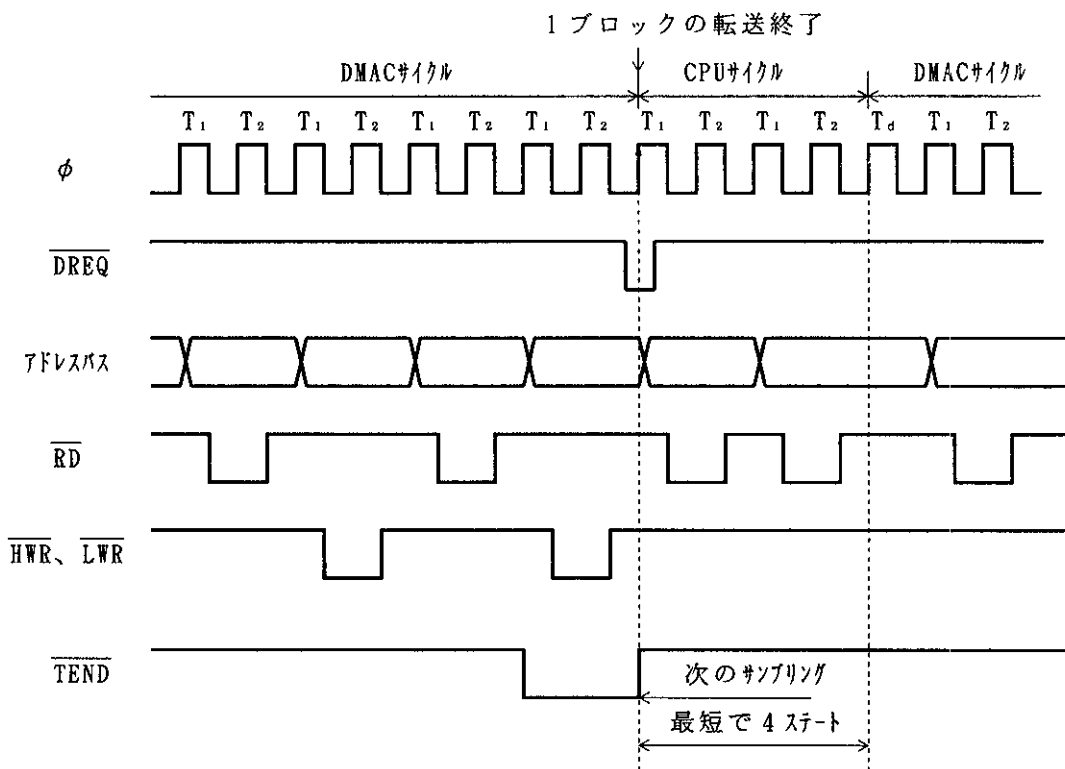 1ブロックの転送終了
DMACサイクル CPUサイクル DMACサイクル
T₁ T₂ T₁ T₂ T₁ T₂ T₁ T₂ T₁ T₂ T₁ T₂ T_d T₁ T₂
φ
DREQ
アドレスバス
RD
HWR、LWR
TEND
次のサンプリング
最短で4ステート